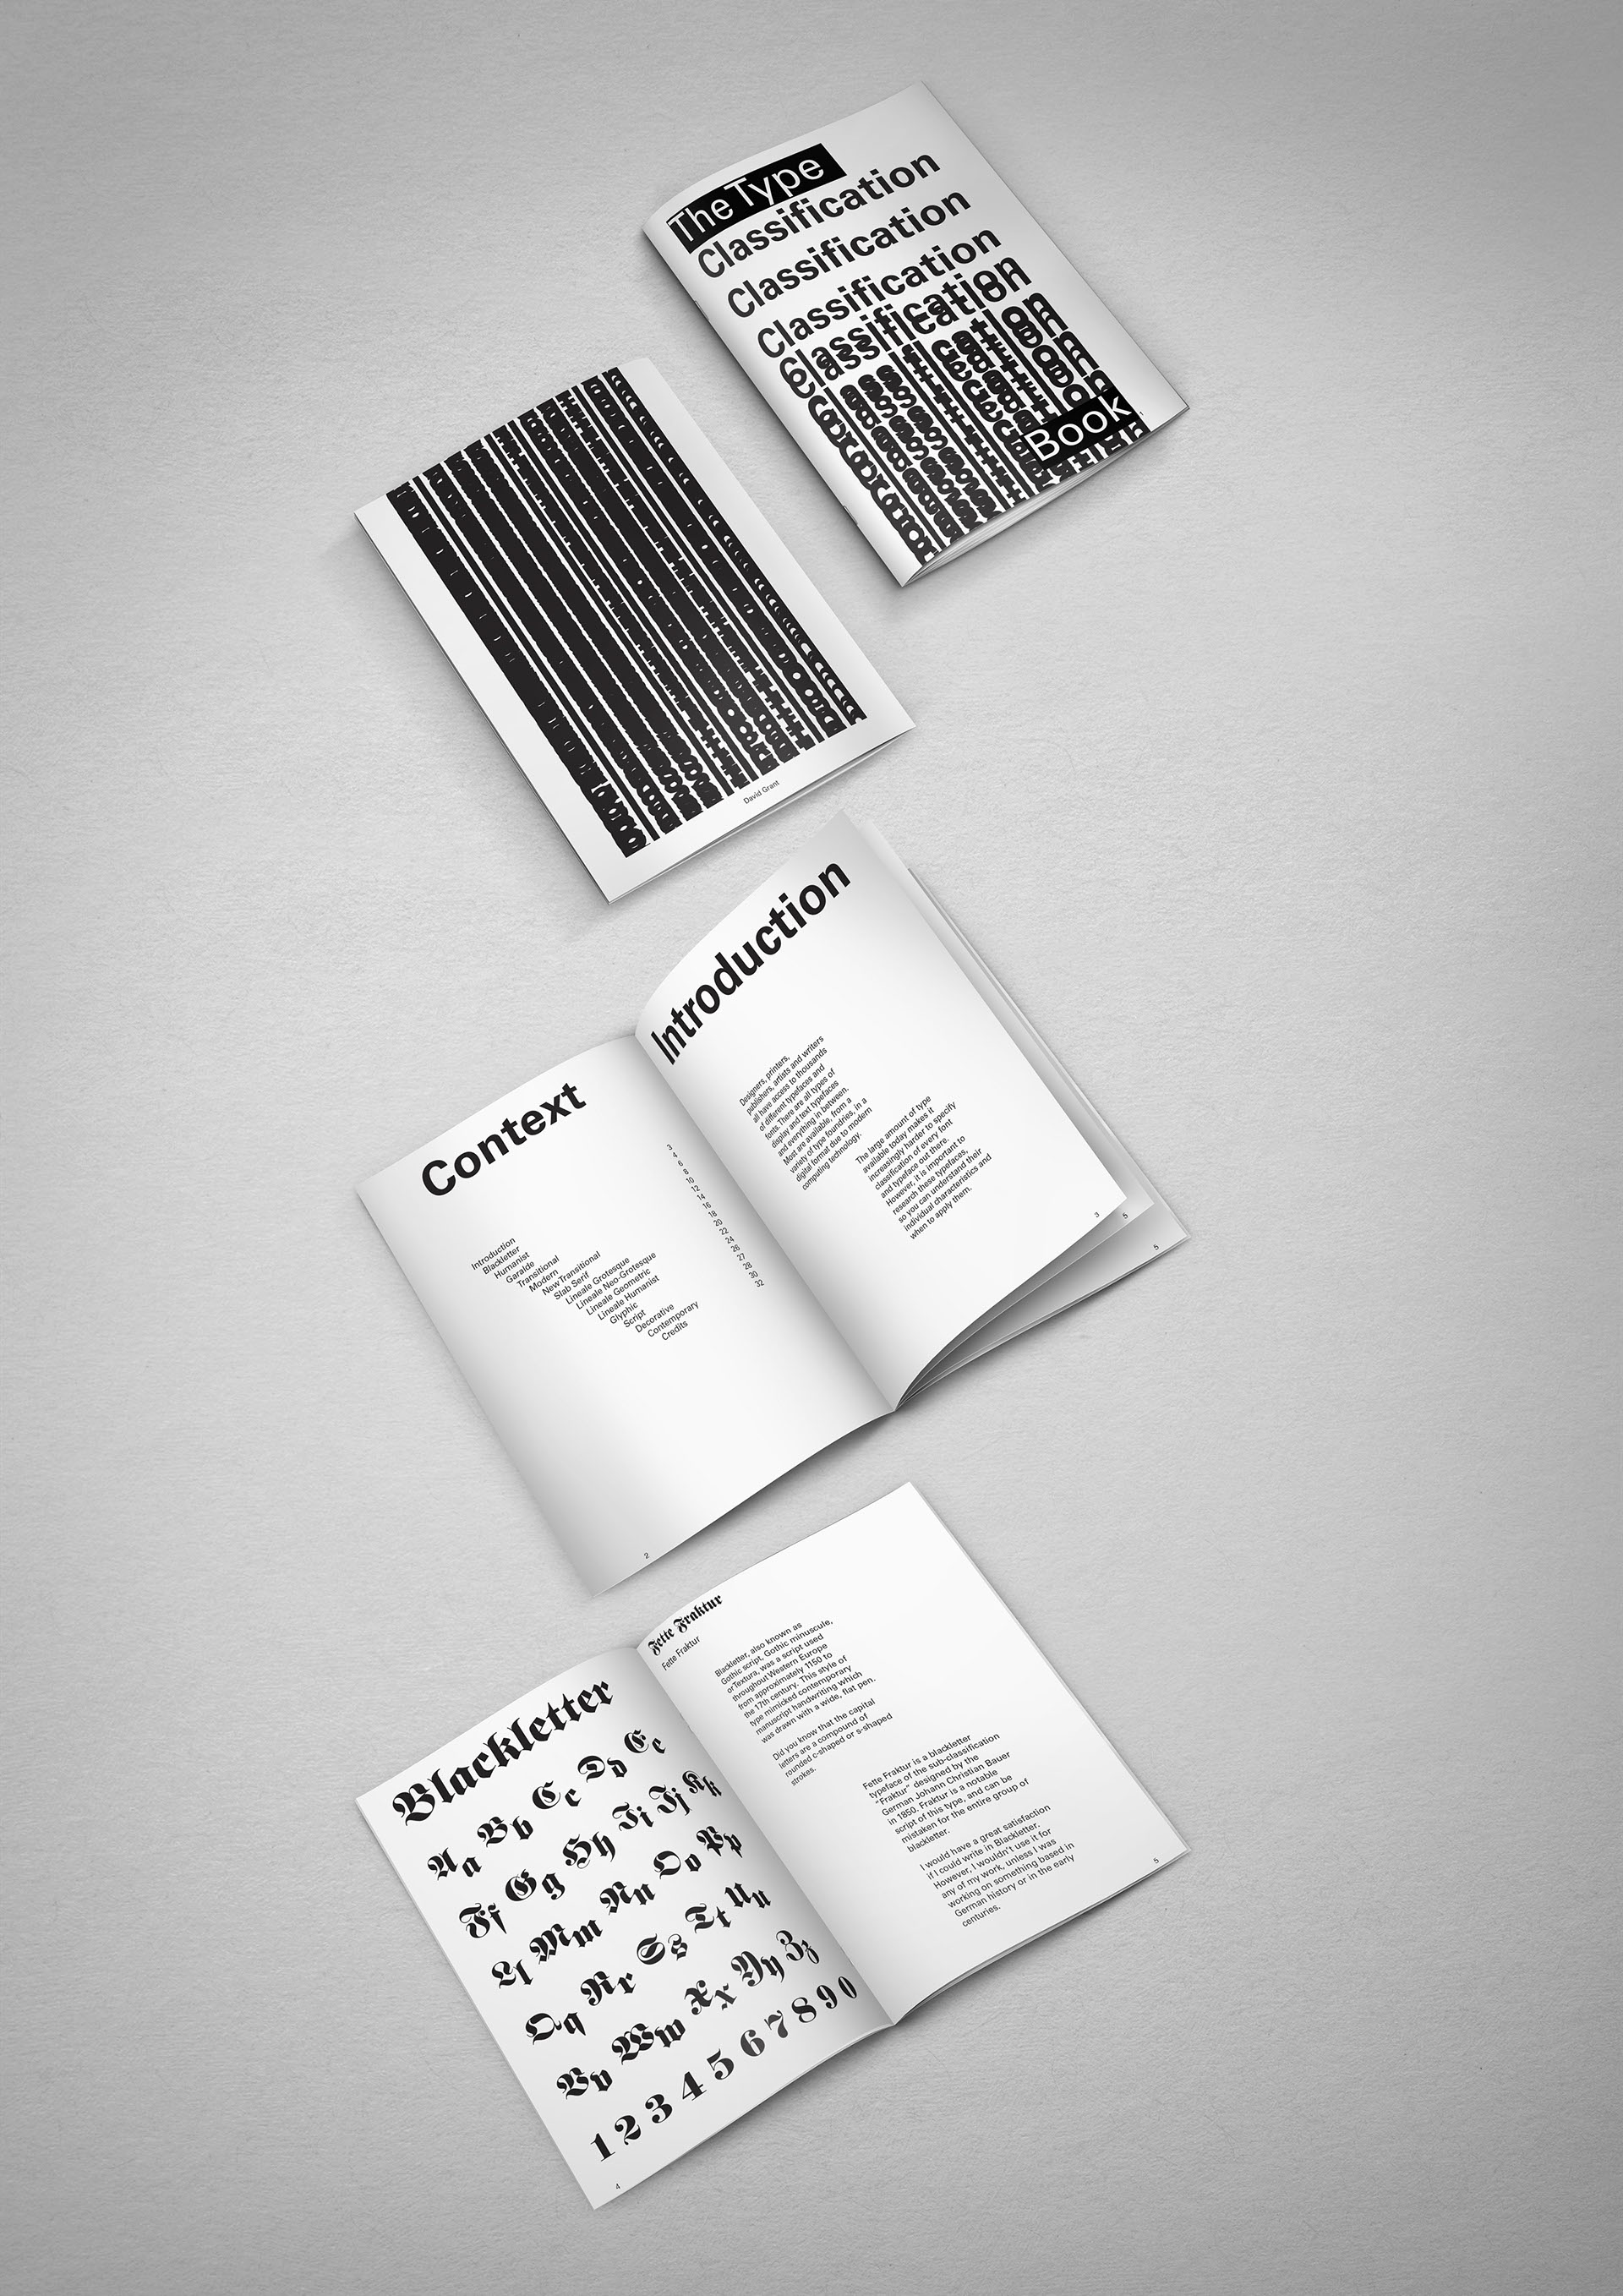 The Type
Classification
Classification
Classification
Classification
Classification
Book
1
David Grant
Context
Introduction
Blackletter
Humanist
Garalde
Transitional
Modern
New Transitional
Slab Serif
Lineale Grotesque
Lineale Neo-Grotesque
Lineale Geometric
Lineale Humanist
Glyphic
Script
Decorative
Contemporary
Credits
3
4
6
8
10
12
14
16
18
20
22
24
26
27
28
30
32
2
Introduction
Designers, printers,
publishers, artists and writers
all have access to thousands
of different typefaces and
fonts. There are all types of
display and text typefaces
and everything in between.
Most are available, from a
variety of type foundries, in a
digital format due to modern
computing technology.
The large amount of type
available today makes it
increasingly harder to specify
classification of every font
and typeface out there.
However, it is important to
research these typefaces,
so you can understand their
individual characteristics and
when to apply them.
3
5
5
Blackletter
Aa Bb Cc Dd Ee
Ff Gg Hh Ii Jj Kk
Ll Mm Nn Oo Pp
Qq Rr Ss Tt Uu
Vv Ww Xx Yy Zz
1 2 3 4 5 6 7 8 9 0
4
Fette Fraktur
Fette Fraktur
Blackletter, also known as
Gothic script, Gothic minuscule,
or Textura, was a script used
throughout Western Europe
from approximately 1150 to
the 17th century. This style of
type mimicked contemporary
manuscript handwriting which
was drawn with a wide, flat pen.
Did you know that the capital
letters are a compound of
rounded c-shaped or s-shaped
strokes.
Fette Fraktur is a blackletter
typeface of the sub-classification
"Fraktur" designed by the
German Johann Christian Bauer
in 1850. Fraktur is a notable
script of this type, and can be
mistaken for the entire group of
blackletter.
I would have a great satisfaction
if I could write in Blackletter.
However, I wouldn't use it for
any of my work, unless I was
working on something based in
German history or in the early
centuries.
5